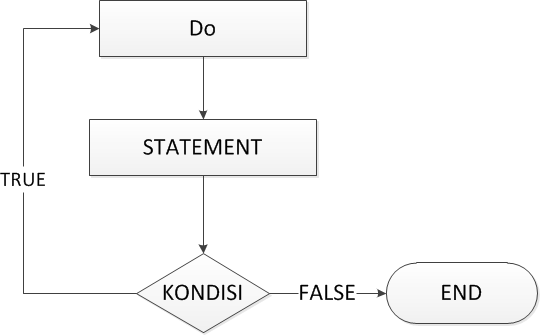 Do
STATEMENT
TRUE
KONDISI
FALSE
END